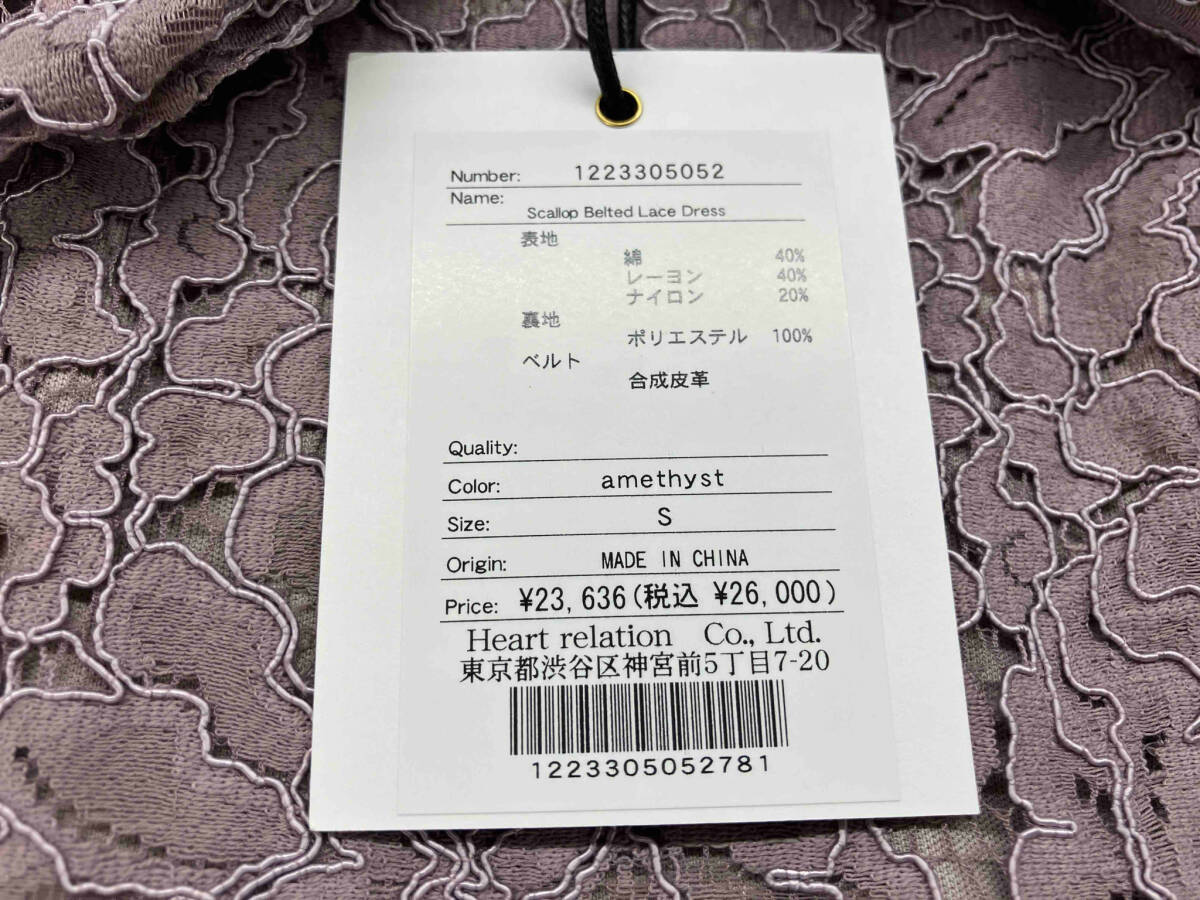 Number: 1223305052
Name:
Scallop Belted Lace Dress
表地
綿 40%
レーヨン 40%
ナイロン 20%
裏地
ポリエステル 100%
ベルト
合成皮革
Quality:
Color: amethyst
Size: S
Origin: MADE IN CHINA
Price: ¥23,636(税込 ¥26,000)
Heart relation Co., Ltd.
東京都渋谷区神宮前5丁目7-20
1223305052781